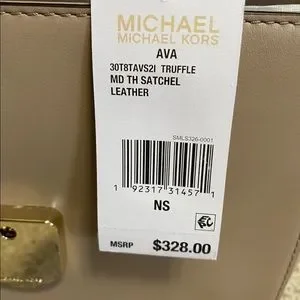 MICHAEL
MICHAEL KORS
AVA
30T8TAVS2I TRUFFLE
MD TH SATCHEL
LEATHER
SMLS326-0001
1 92317 31457 1
NS
MSRP $328.00